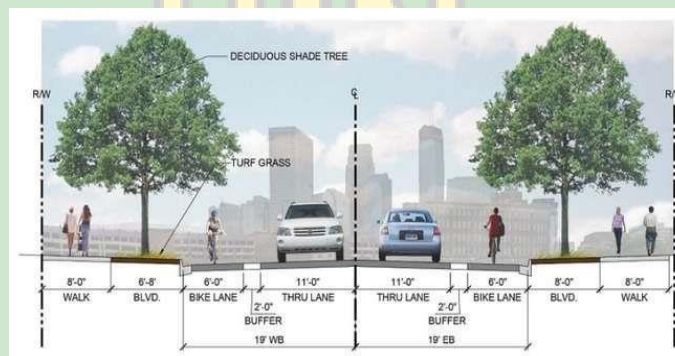 DECIDUOUS SHADE TREE
R/W
℄
R/
TURF GRASS
8'-0" 6'-8' 6'-0" 11'-0" 11'-0" 6'-0" 8'-0" 8'-0"
WALK BLVD. BIKE LANE 2'-0" THRU LANE THRU LANE 2'-0" BIKE LANE BLVD. WALK
BUFFER BUFFER
19' WB 19' EB